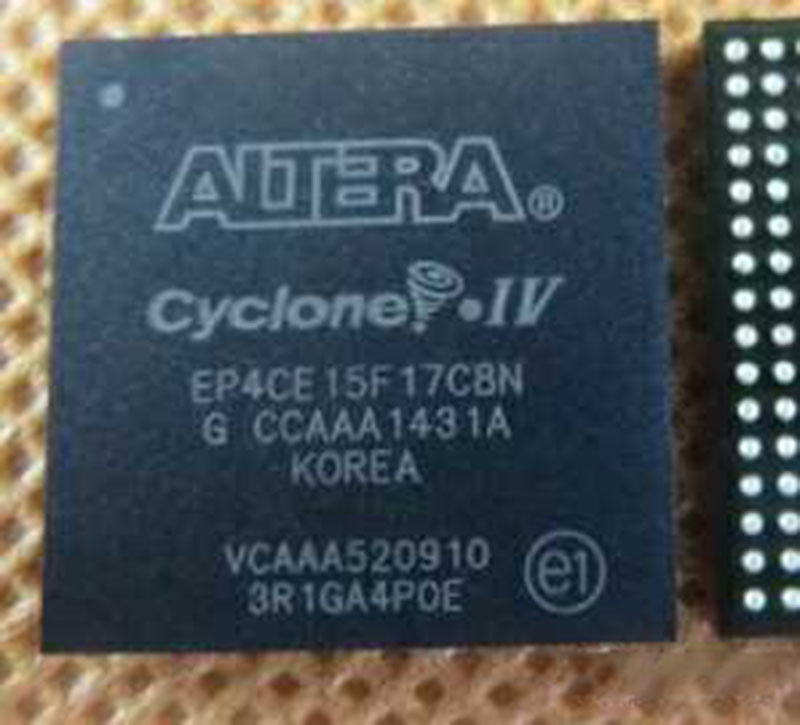 ALTERA®
Cyclone IV
EP4CE15F17C8N
G CCAAA1431A
KOREA
VCAAA520910
3R1GA4P0E
e1